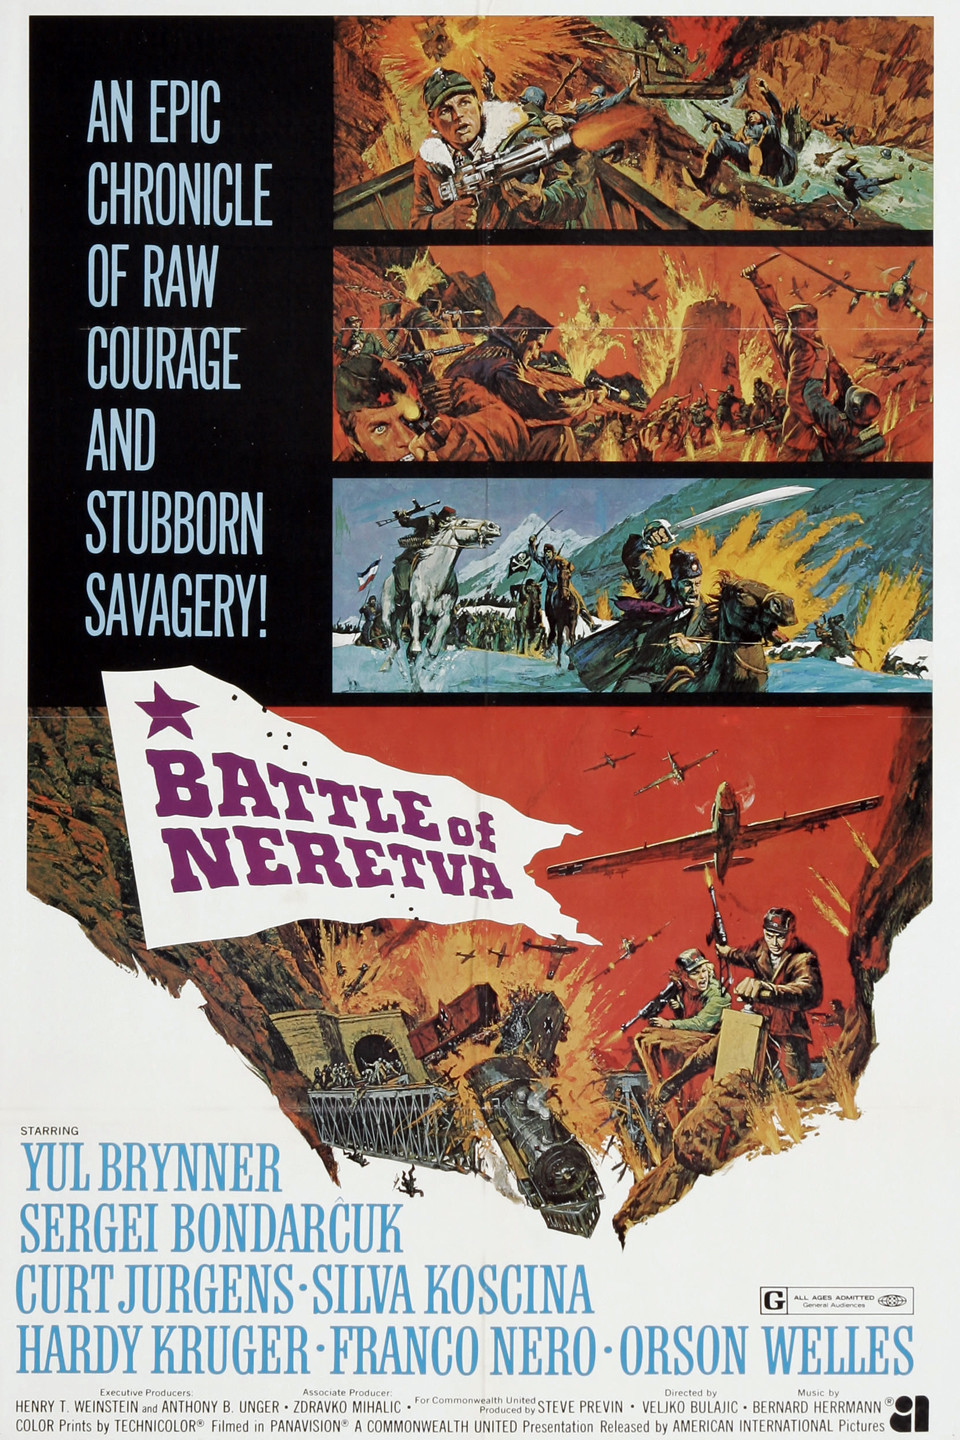 AN EPIC
CHRONICLE
OF RAW
COURAGE
AND
STUBBORN
SAVAGERY!
BATTLE of
NERETVA
STARRING
YUL BRYNNER
SERGEI BONDARĈUK
CURT JURGENS · SILVA KOSCINA
HARDY KRUGER · FRANCO NERO · ORSON WELLES
G ALL AGES ADMITTED
General Audiences
Executive Producers: Associate Producer: For Commonwealth United Directed by Music by
HENRY T. WEINSTEIN and ANTHONY B. UNGER · ZDRAVKO MIHALIC · Produced by STEVE PREVIN · VELJKO BULAJIC · BERNARD HERRMANN
COLOR Prints by TECHNICOLOR® Filmed in PANAVISION® A COMMONWEALTH UNITED Presentation Released by AMERICAN INTERNATIONAL Pictures